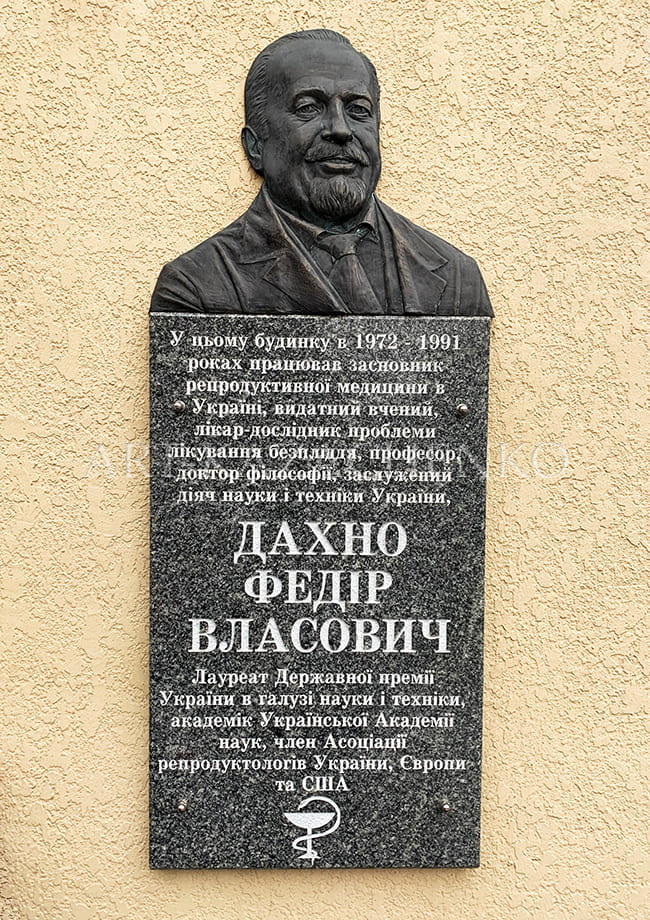 У цьому будинку в 1972 - 1991
роках працював засновник
репродуктивної медицини в
Україні, видатний вчений,
лікар-дослідник проблеми
лікування безпліддя, професор,
доктор філософії, заслужений
діяч науки і техніки України,
ДАХНО
ФЕДІР
ВЛАСОВИЧ
Лауреат Державної премії
України в галузі науки і техніки,
академік Української Академії
наук, член Асоціації
репродуктологів України, Європи
та США